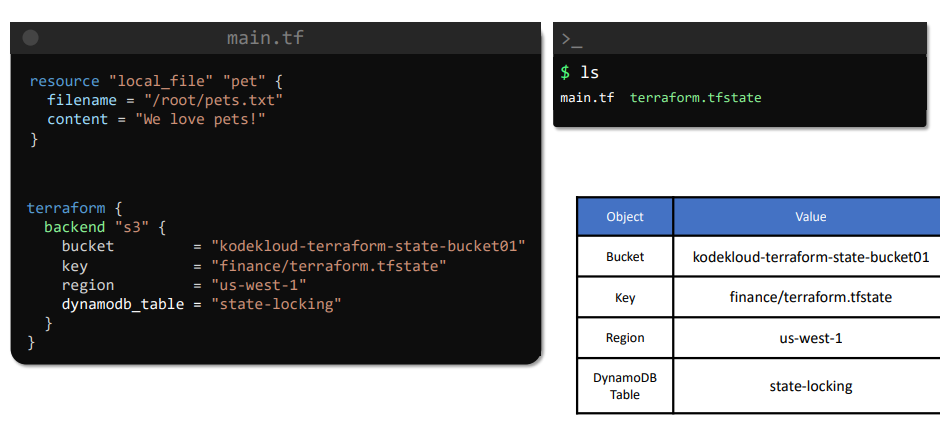 main.tf
resource "local_file" "pet" {
  filename = "/root/pets.txt"
  content = "We love pets!"
}
terraform {
  backend "s3" {
    bucket         = "kodekloud-terraform-state-bucket01"
    key            = "finance/terraform.tfstate"
    region         = "us-west-1"
    dynamodb_table = "state-locking"
  }
}
>_
$ ls
main.tf  terraform.tfstate
Object Value
Bucket kodekloud-terraform-state-bucket01
Key finance/terraform.tfstate
Region us-west-1
DynamoDB
Table state-locking